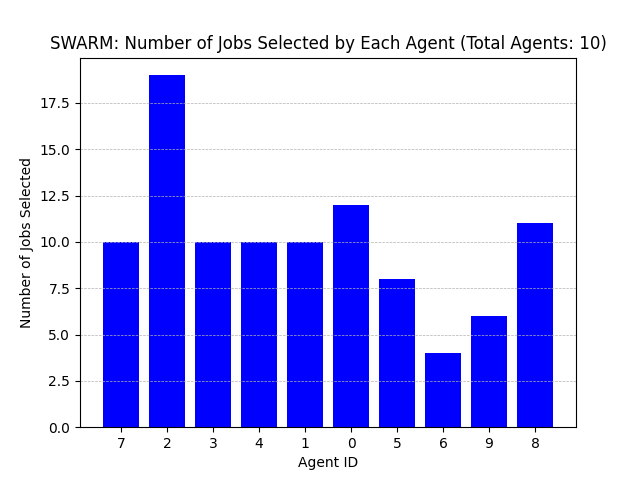 SWARM: Number of Jobs Selected by Each Agent (Total Agents: 10)
Number of Jobs Selected
17.5
15.0
12.5
10.0
7.5
5.0
2.5
0.0
7 2 3 4 1 0 5 6 9 8
Agent ID